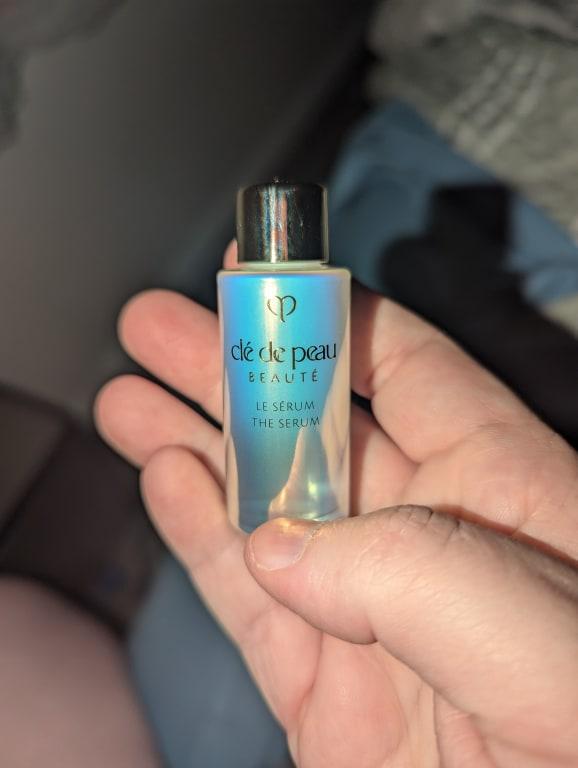 clé de peau
BEAUTÉ
LE SÉRUM
THE SERUM